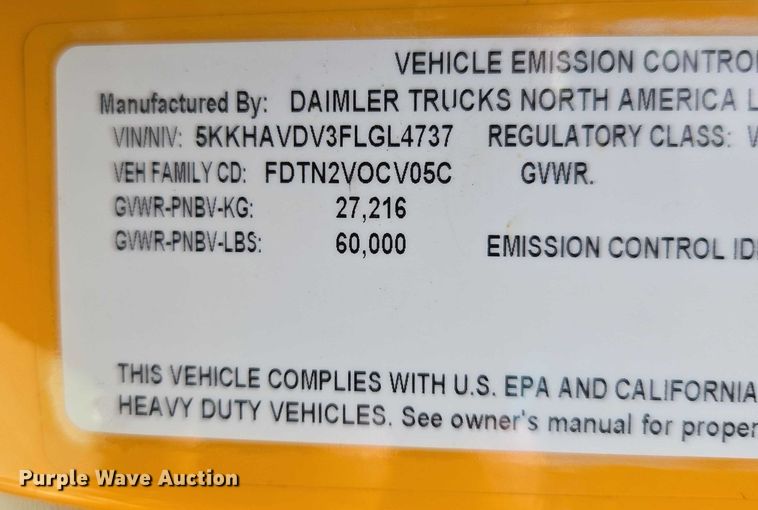 VEHICLE EMISSION CONTROL
Manufactured By: DAIMLER TRUCKS NORTH AMERICA L
VIN/NIV: 5KKHAVDV3FLGL4737 REGULATORY CLASS: V
VEH FAMILY CD: FDTN2VOCV05C GVWR.
GVWR-PNBV-KG: 27,216
GVWR-PNBV-LBS: 60,000 EMISSION CONTROL ID
THIS VEHICLE COMPLIES WITH U.S. EPA AND CALIFORNIA
HEAVY DUTY VEHICLES. See owner's manual for proper
Purple Wave Auction